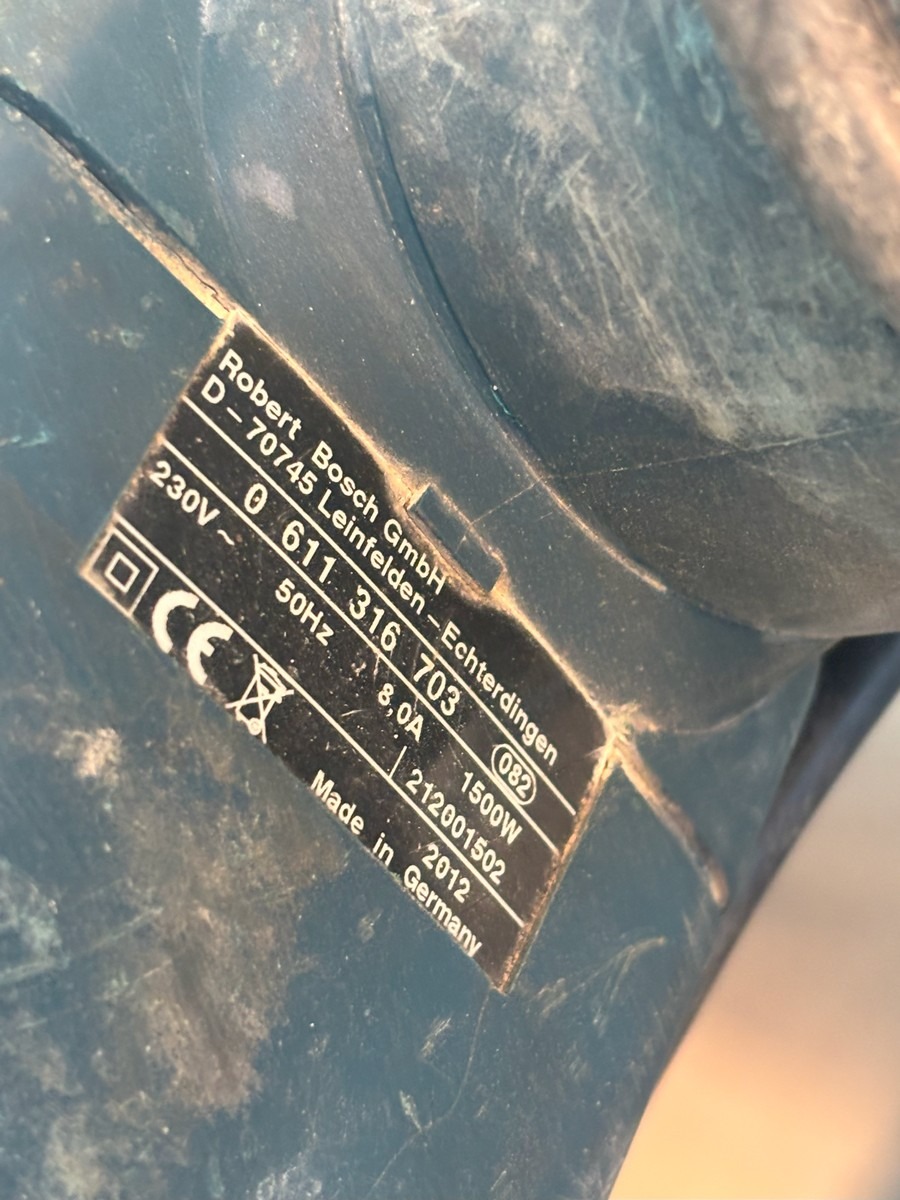 Robert Bosch GmbH
D-70745 Leinfelden-Echterdingen
0 611 316 703 082
230V~ 50Hz 8,0A 1500W
212001502
CE 2012
Made in Germany